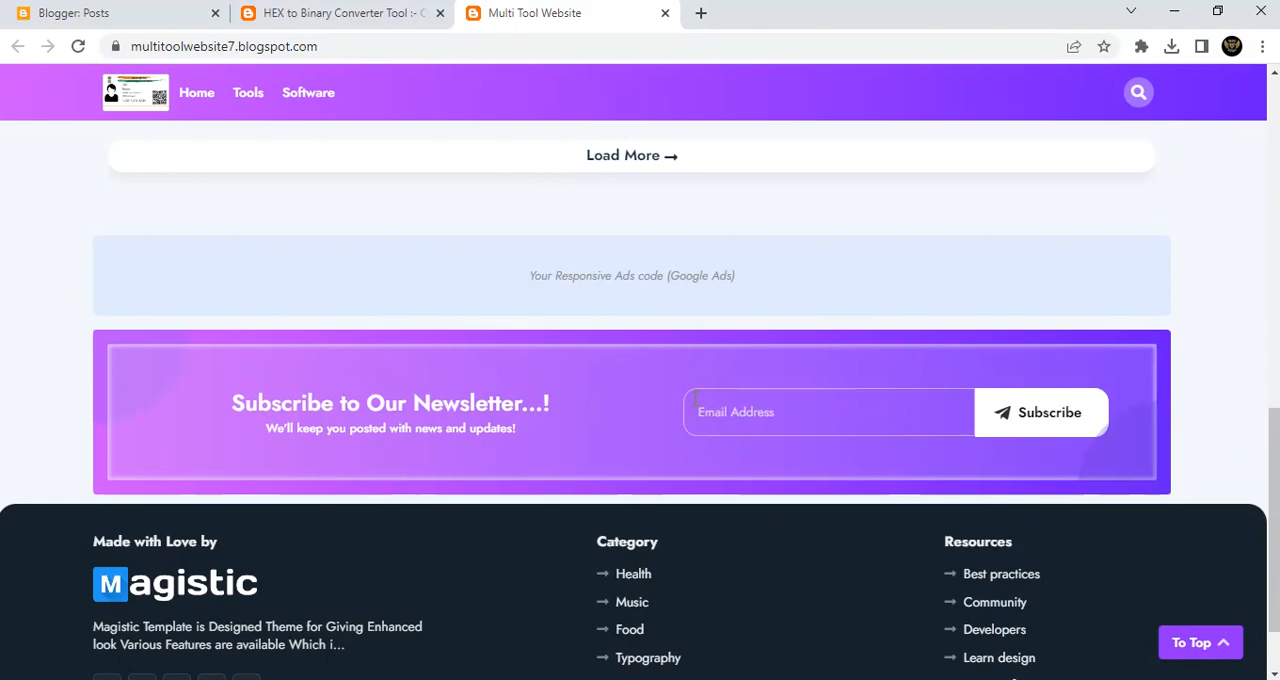 Blogger: Posts
HEX to Binary Converter Tool :- C
Multi Tool Website
multitoolwebsite7.blogspot.com
Home Tools Software
Load More →
Your Responsive Ads code (Google Ads)
Subscribe to Our Newsletter...!
We'll keep you posted with news and updates!
Email Address
Subscribe
Made with Love by
Magistic
Magistic Template is Designed Theme for Giving Enhanced
look Various Features are available Which i...
Category
→ Health
→ Music
→ Food
→ Typography
Resources
→ Best practices
→ Community
→ Developers
→ Learn design
To Top